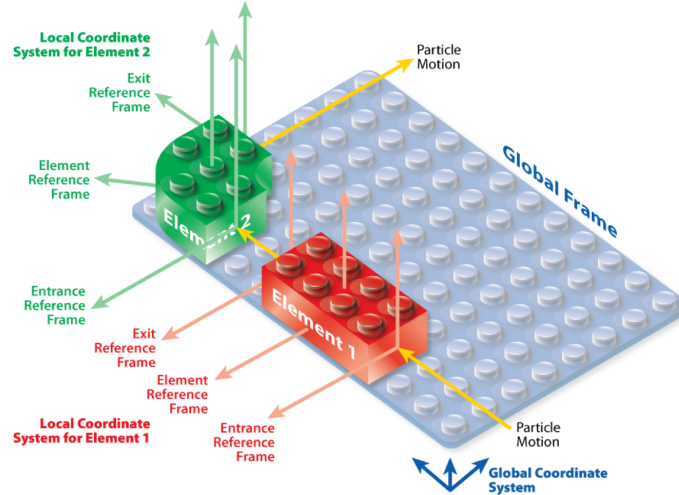 Local Coordinate
System for Element 2
Particle
Motion
Exit
Reference
Frame
Element
Reference
Frame
Global Frame
Element 2
Entrance
Reference
Frame
Element 1
Exit
Reference
Frame
Element
Reference
Frame
Entrance
Reference
Frame
Local Coordinate
System for Element 1
Particle
Motion
Global Coordinate
System